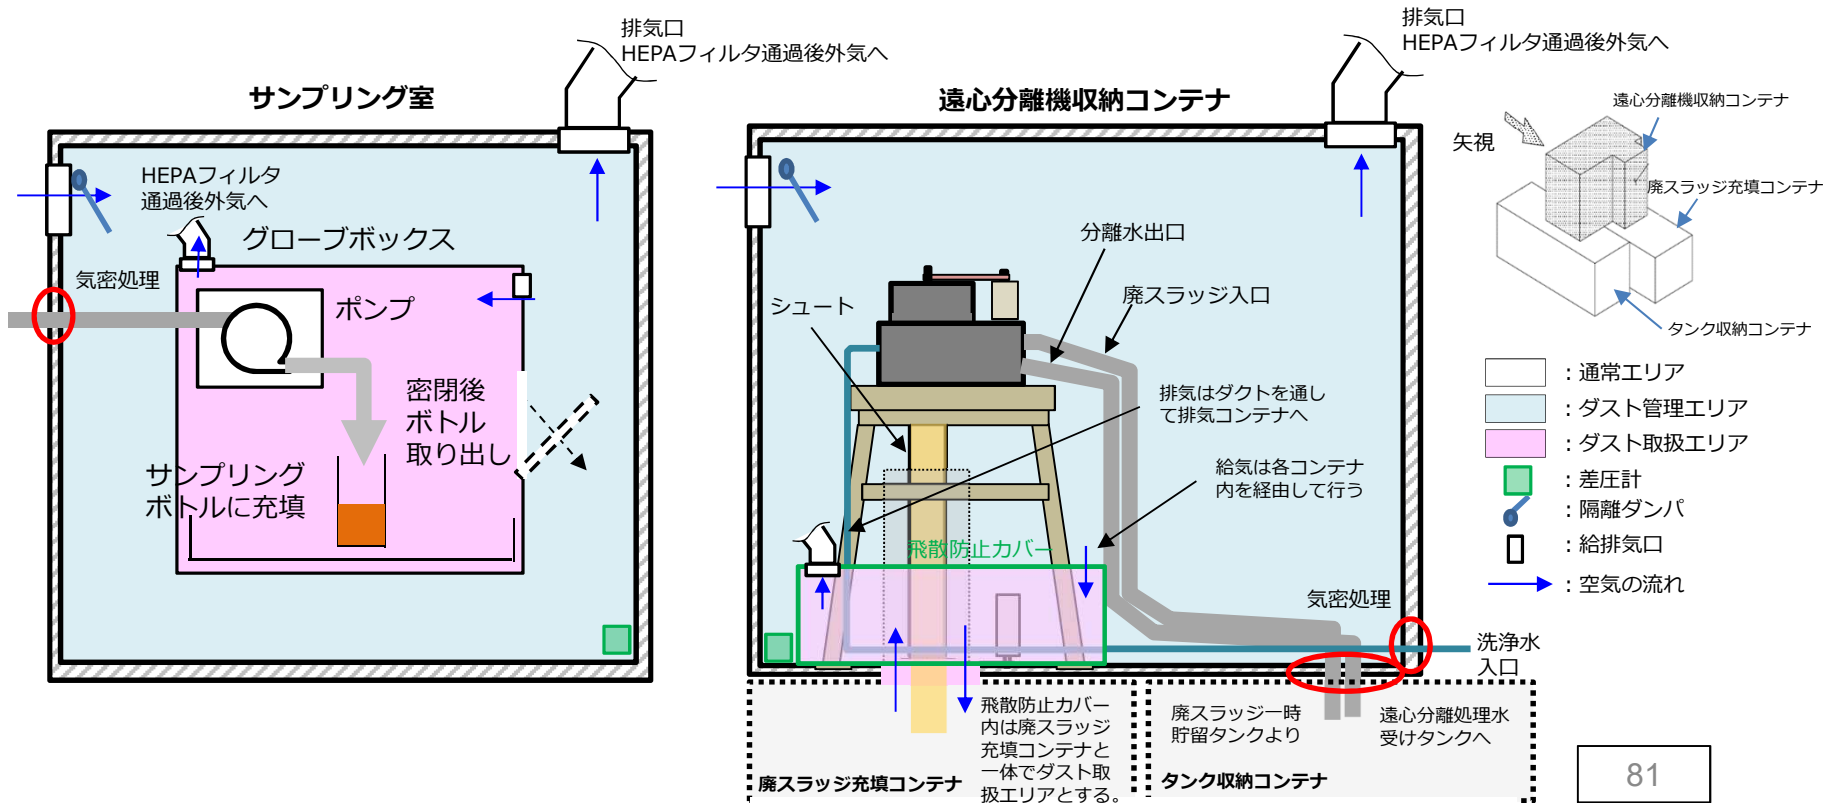 排気口
HEPAフィルタ通過後外気へ
サンプリング室
HEPAフィルタ
通過後外気へ
グローブボックス
気密処理
ポンプ
密閉後
ボトル
取り出し
サンプリング
ボトルに充填
排気口
HEPAフィルタ通過後外気へ
遠心分離機収納コンテナ
分離水出口
廃スラッジ入口
シュート
排気はダクトを通し
て排気コンテナへ
給気は各コンテナ
内を経由して行う
飛散防止カバー
気密処理
洗浄水
入口
飛散防止カバー
内は廃スラッジ
充填コンテナと
一体でダスト取
扱エリアとする。
廃スラッジ充填コンテナ
廃スラッジ一時
貯留タンクより
遠心分離処理水
受けタンクへ
タンク収納コンテナ
矢視
遠心分離機収納コンテナ
廃スラッジ充填コンテナ
タンク収納コンテナ
：通常エリア
：ダスト管理エリア
：ダスト取扱エリア
：差圧計
：隔離ダンパ
：給排気口
：空気の流れ
81